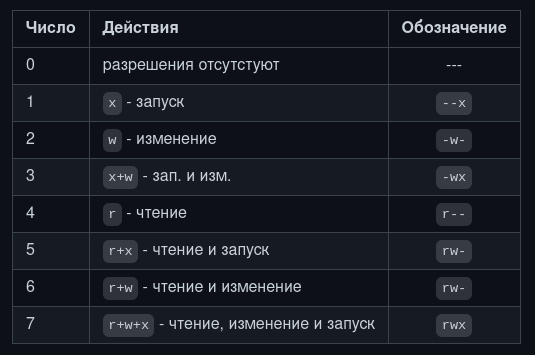 Число Действия Обозначение
0 разрешения отсутстуют ---
1 x - запуск --x
2 w - изменение -w-
3 x+w - зап. и изм. -wx
4 r - чтение r--
5 r+x - чтение и запуск rw-
6 r+w - чтение и изменение rw-
7 r+w+x - чтение, изменение и запуск rwx